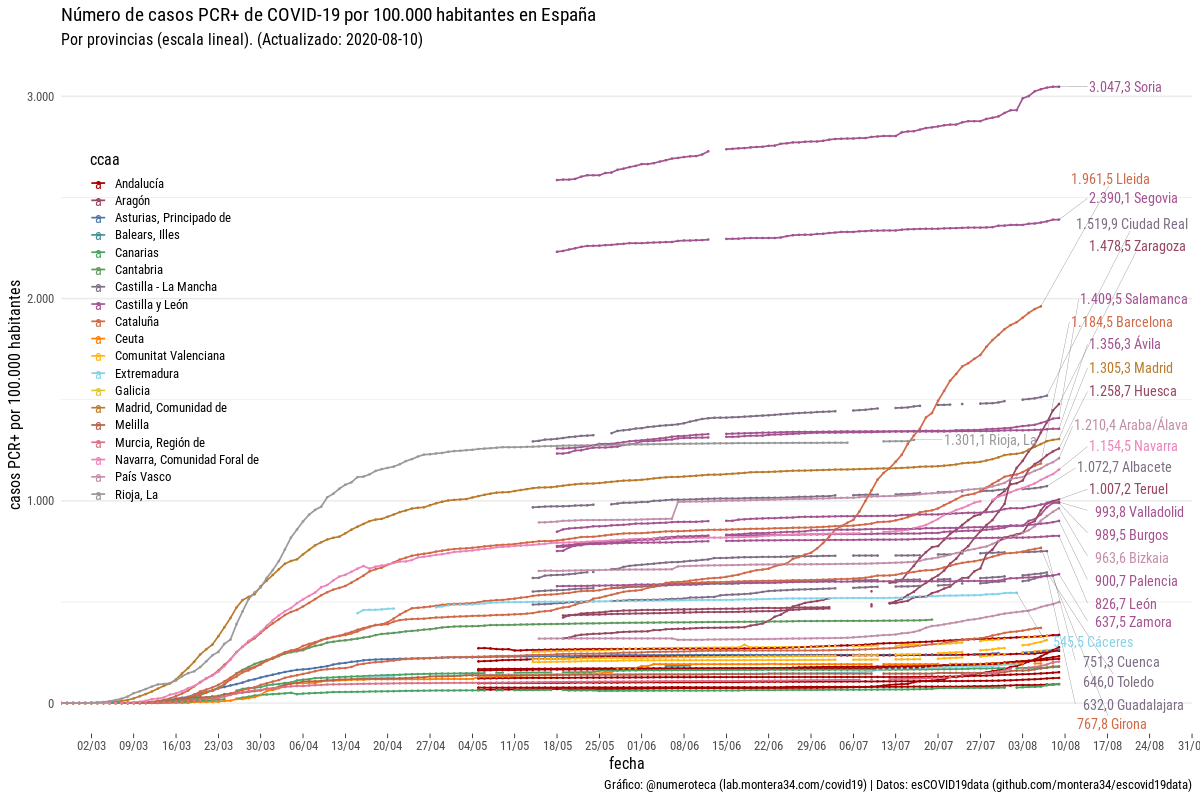 Número de casos PCR+ de COVID-19 por 100.000 habitantes en España
Por provincias (escala lineal). (Actualizado: 2020-08-10)
casos PCR+ por 100.000 habitantes
3.000
2.000
1.000
0
ccaa
Andalucía
Aragón
Asturias, Principado de
Balears, Illes
Canarias
Cantabria
Castilla - La Mancha
Castilla y León
Cataluña
Ceuta
Comunitat Valenciana
Extremadura
Galicia
Madrid, Comunidad de
Melilla
Murcia, Región de
Navarra, Comunidad Foral de
País Vasco
Rioja, La
3.047,3 Soria
1.961,5 Lleida
2.390,1 Segovia
1.519,9 Ciudad Real
1.478,5 Zaragoza
1.409,5 Salamanca
1.184,5 Barcelona
1.356,3 Ávila
1.305,3 Madrid
1.258,7 Huesca
1.210,4 Araba/Álava
1.301,1 Rioja, La
1.154,5 Navarra
1.072,7 Albacete
1.007,2 Teruel
993,8 Valladolid
989,5 Burgos
963,6 Bizkaia
900,7 Palencia
826,7 León
637,5 Zamora
545,5 Cáceres
751,3 Cuenca
646,0 Toledo
632,0 Guadalajara
767,8 Girona
02/03 09/03 16/03 23/03 30/03 06/04 13/04 20/04 27/04 04/05 11/05 18/05 25/05 01/06 08/06 15/06 22/06 29/06 06/07 13/07 20/07 27/07 03/08 10/08 17/08 24/08 31/0
fecha
Gráfico: @numeroteca (lab.montera34.com/covid19) | Datos: esCOVID19data (github.com/montera34/escovid19data)